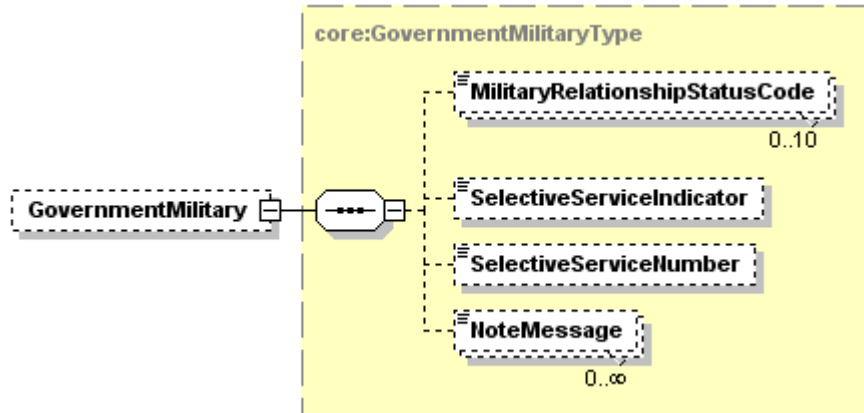 core:GovernmentMilitaryType
MilitaryRelationshipStatusCode
0..10
GovernmentMilitary
SelectiveServiceIndicator
SelectiveServiceNumber
NoteMessage
0..∞